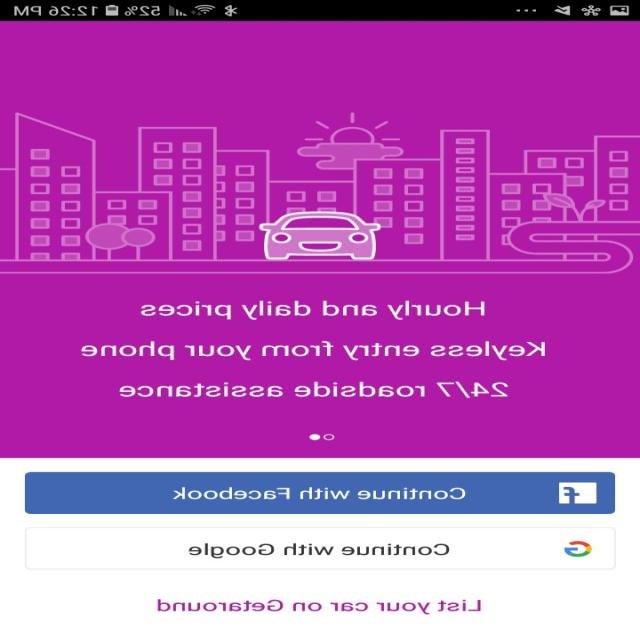 52% 12:26 PM
Hourly and daily prices
Keyless entry from your phone
24/7 roadside assistance
Continue with Facebook
Continue with Google
List your car on Getaround